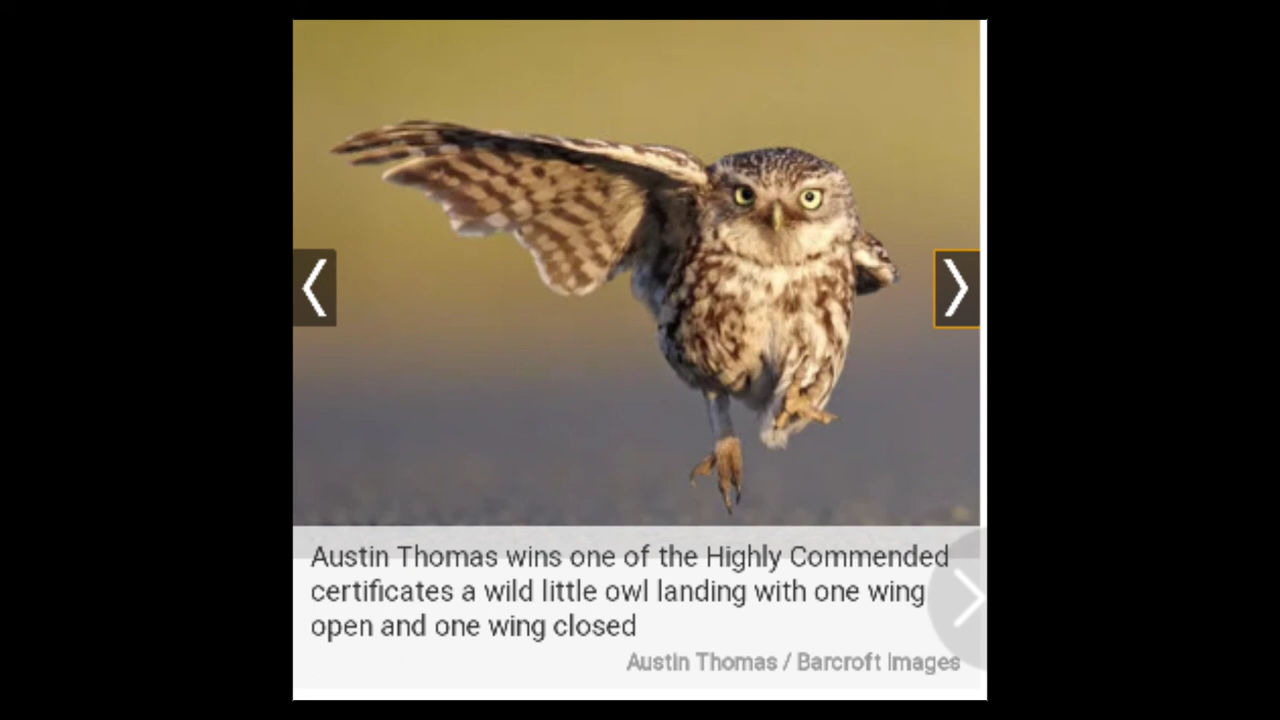 Austin Thomas wins one of the Highly Commended
certificates a wild little owl landing with one wing
open and one wing closed
Austin Thomas / Barcroft Images